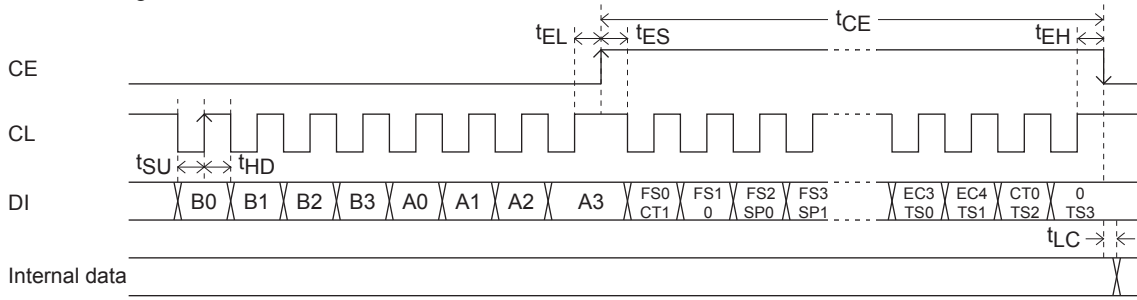 tCE
tEL tES tEH
CE
CL
tSU tHD
DI B0 B1 B2 B3 A0 A1 A2 A3 FS0 FS1 FS2 FS3 EC3 EC4 CT0 0
CT1 0 SP0 SP1 TS0 TS1 TS2 TS3
tLC
Internal data